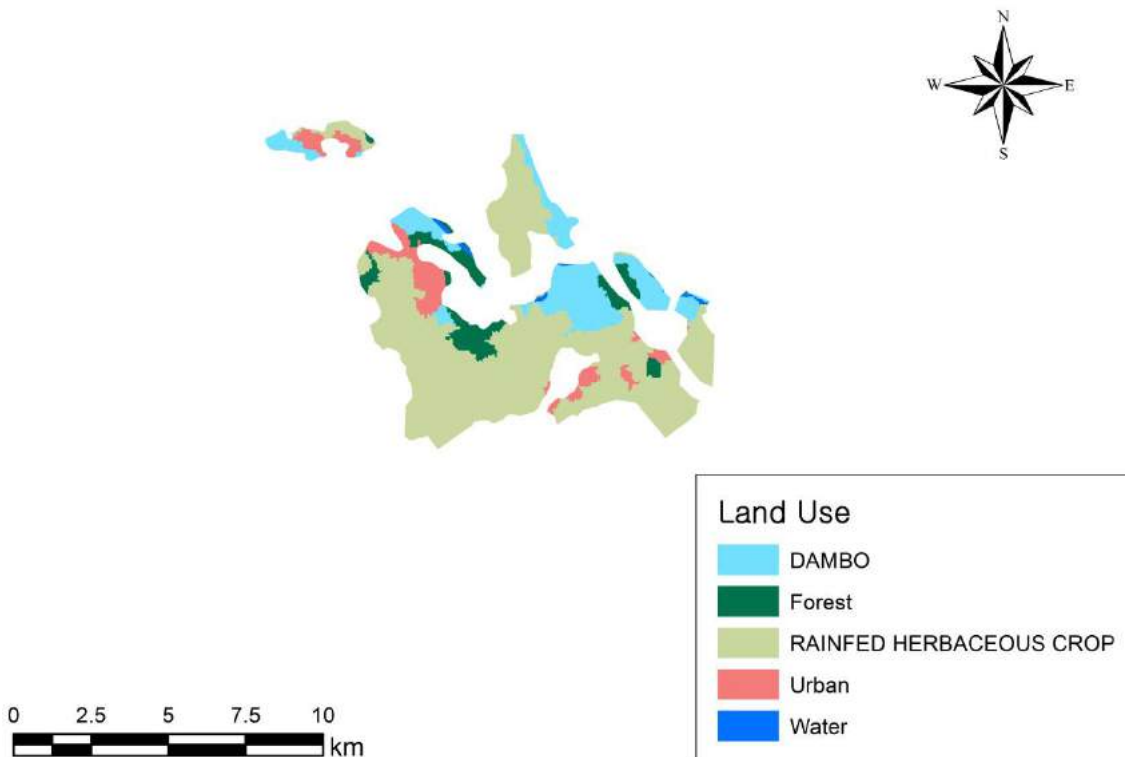 N
W E
S
Land Use
DAMBO
Forest
RAINFED HERBACEOUS CROP
Urban
Water
0 2.5 5 7.5 10
km